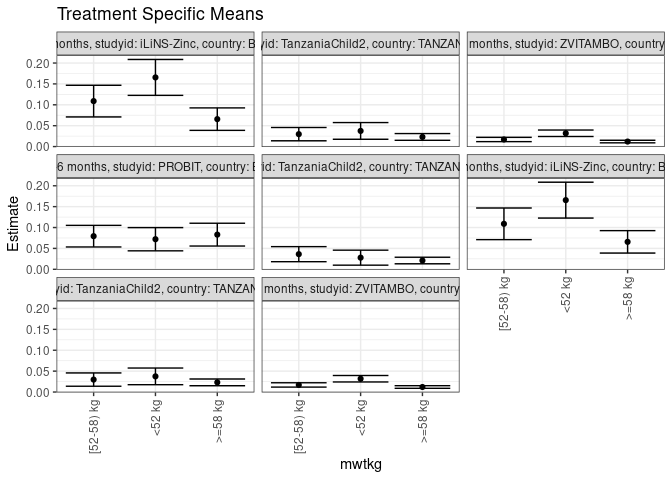 Treatment Specific Means
months, studyid: iLiNS-Zinc, country: B
yid: TanzaniaChild2, country: TANZAN
months, studyid: ZVITAMBO, country
0.20
0.15
0.10
0.05
0.00
6 months, studyid: PROBIT, country: B
id: TanzaniaChild2, country: TANZAN
months, studyid: iLiNS-Zinc, country: B
0.20
0.15
0.10
0.05
0.00
Estimate
yid: TanzaniaChild2, country: TANZAN
months, studyid: ZVITAMBO, country
[52-58) kg
<52 kg
>=58 kg
0.20
0.15
0.10
0.05
0.00
[52-58) kg
<52 kg
>=58 kg
[52-58) kg
<52 kg
>=58 kg
mwtkg